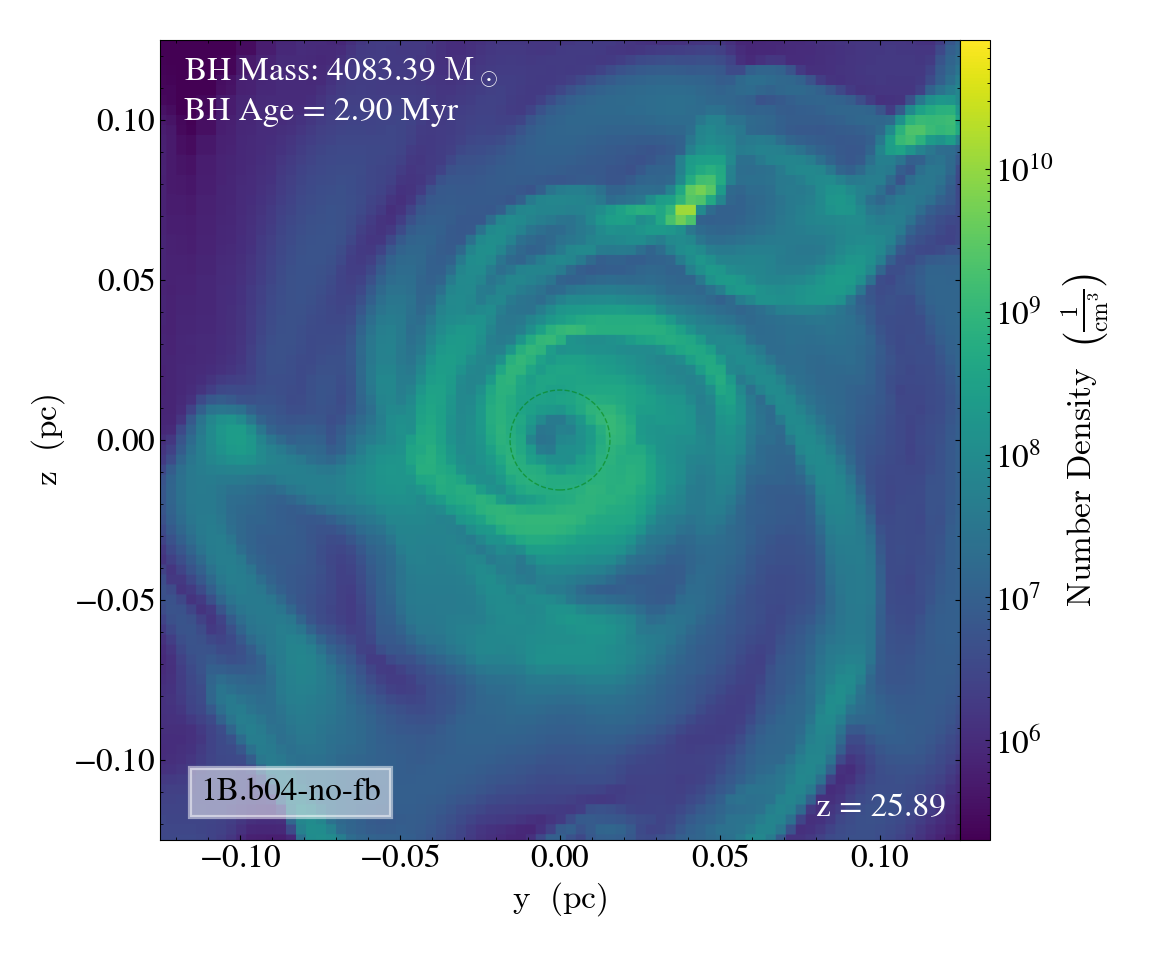 BH Mass: 4083.39 M⊙
BH Age = 2.90 Myr
0.10
0.05
0.00
−0.05
−0.10
z (pc)
1B.b04-no-fb
z = 25.89
−0.10 −0.05 0.00 0.05 0.10
y (pc)
10¹⁰
10⁹
10⁸
10⁷
10⁶
Number Density (1/cm³)